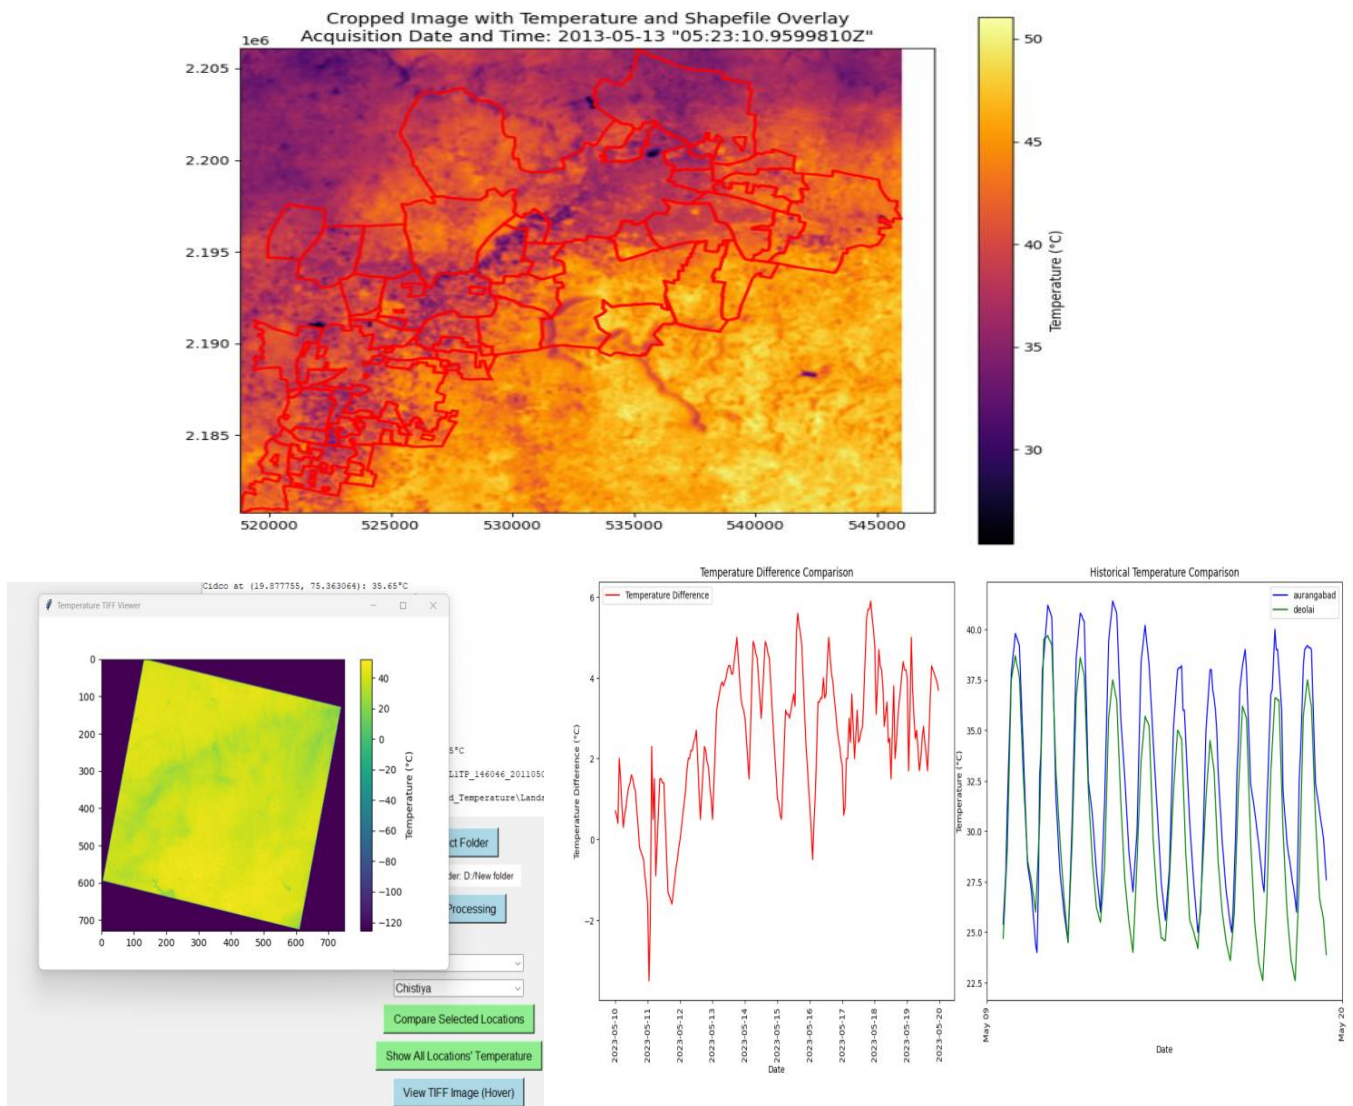 Cropped Image with Temperature and Shapefile Overlay
Acquisition Date and Time: 2013-05-13 "05:23:10.9599810Z"
1e6
2.205
2.200
2.195
2.190
2.185
520000 525000 530000 535000 540000 545000
50
45
40
35
30
Temperature (°C)
Cidco at (19.877755, 75.363064): 35.65°C
Temperature TIFF Viewer
0
100
200
300
400
500
600
700
0 100 200 300 400 500 600 700
40
20
0
−20
−40
−60
−80
−100
−120
Temperature (°C)
5°C
L1TP_146046_2011050
d_Temperature\Landsa
ct Folder
der: D:/New folder
Processing
Chistiya
Compare Selected Locations
Show All Locations' Temperature
View TIFF Image (Hover)
Temperature Difference Comparison
Temperature Difference
6
4
2
0
−2
Temperature Difference (°C)
2023-05-10
2023-05-11
2023-05-12
2023-05-13
2023-05-14
2023-05-15
2023-05-16
2023-05-17
2023-05-18
2023-05-19
2023-05-20
Date
Historical Temperature Comparison
aurangabad
deolai
40.0
37.5
35.0
32.5
30.0
27.5
25.0
22.5
Temperature (°C)
May 09
May 20
Date